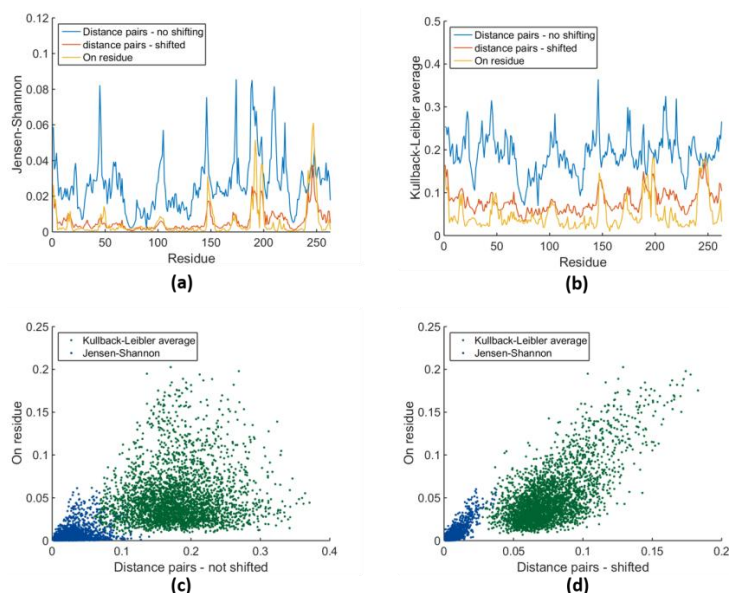 0.12
0.1
0.08
0.06
0.04
0.02
0
Jensen-Shannon
Distance pairs - no shifting
distance pairs - shifted
On residue
0 50 100 150 200 250
Residue
(a)
0.5
0.4
0.3
0.2
0.1
0
Kullback-Leibler average
Distance pairs - no shifting
distance pairs - shifted
On residue
0 50 100 150 200 250
Residue
(b)
0.25
0.2
0.15
0.1
0.05
0
On residue
Kullback-Leibler average
Jensen-Shannon
0 0.1 0.2 0.3 0.4
Distance pairs - not shifted
(c)
0.25
0.2
0.15
0.1
0.05
0
On residue
Kullback-Leibler average
Jensen-Shannon
0 0.05 0.1 0.15 0.2
Distance pairs - shifted
(d)